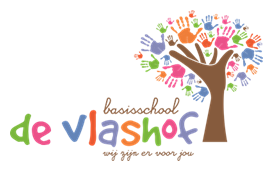 basisschool
de vlashof
wij zijn er voor jou